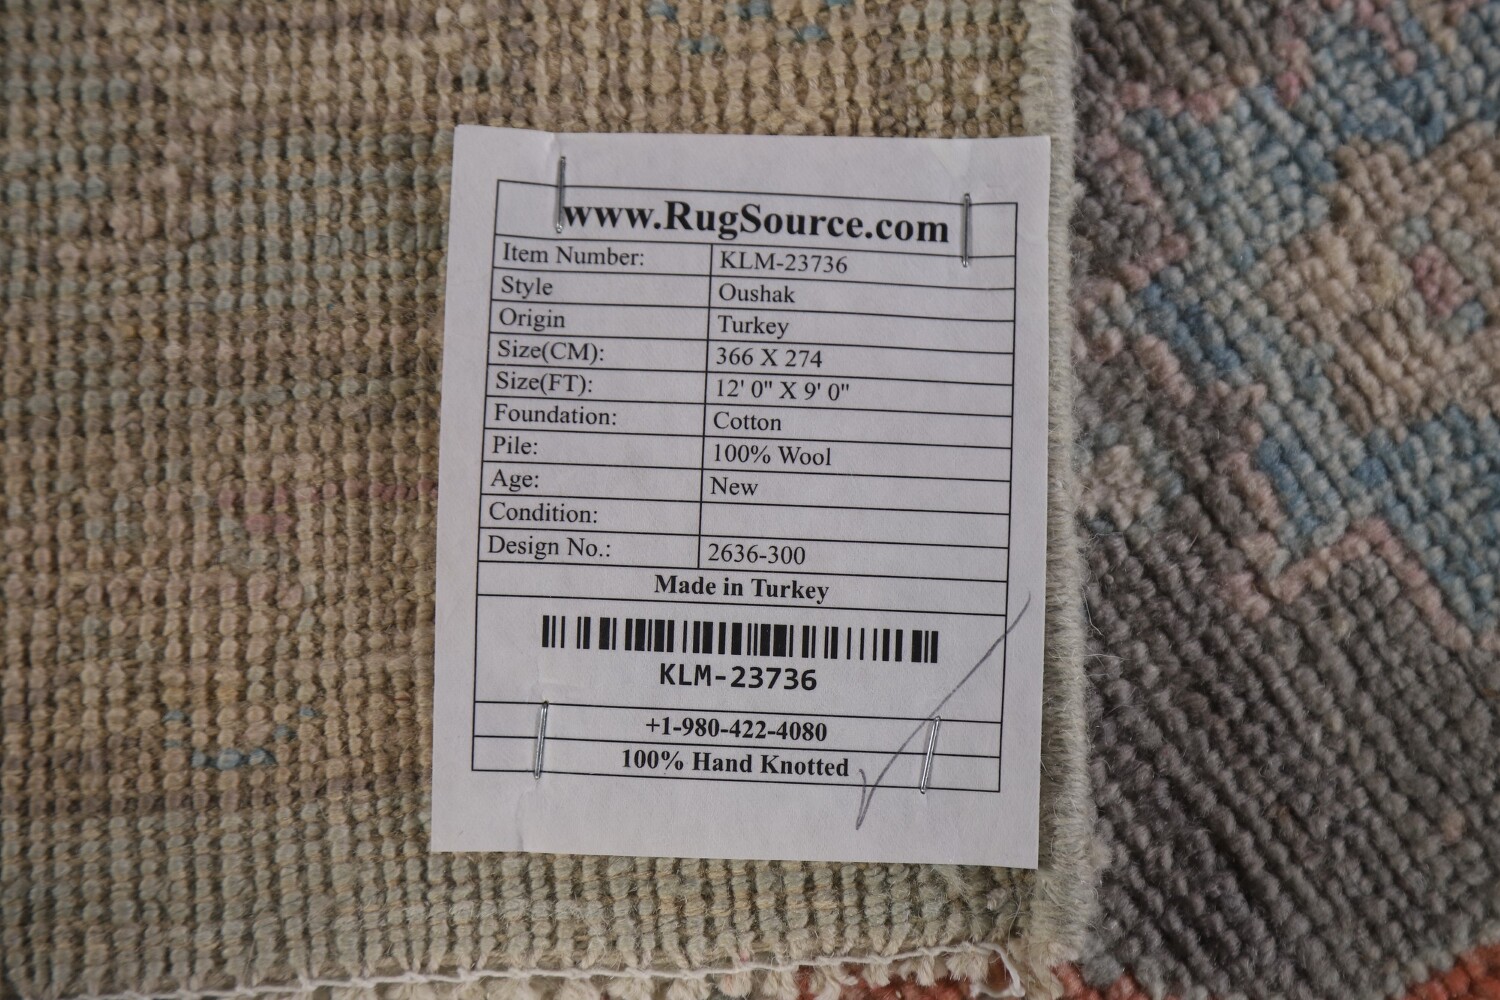 www.RugSource.com
Item Number: KLM-23736
Style Oushak
Origin Turkey
Size(CM): 366 X 274
Size(FT): 12' 0" X 9' 0"
Foundation: Cotton
Pile: 100% Wool
Age: New
Condition:
Design No.: 2636-300
Made in Turkey
KLM-23736
+1-980-422-4080
100% Hand Knotted